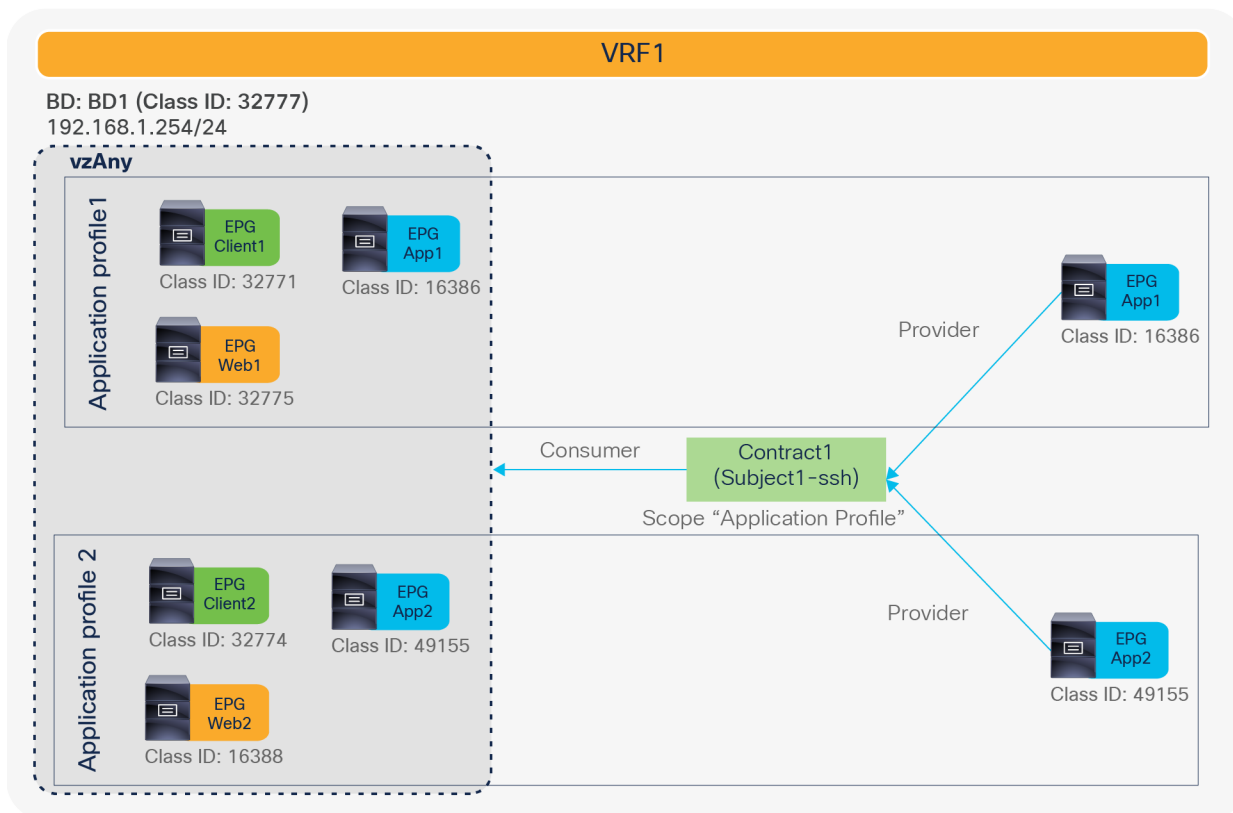 VRF1
BD: BD1 (Class ID: 32777)
192.168.1.254/24
vzAny
Application profile1
EPG
Client1
Class ID: 32771
EPG
App1
Class ID: 16386
EPG
Web1
Class ID: 32775
EPG
App1
Class ID: 16386
Provider
Consumer
Contract1
(Subject1-ssh)
Scope “Application Profile”
Application profile 2
EPG
Client2
Class ID: 32774
EPG
App2
Class ID: 49155
EPG
Web2
Class ID: 16388
Provider
EPG
App2
Class ID: 49155